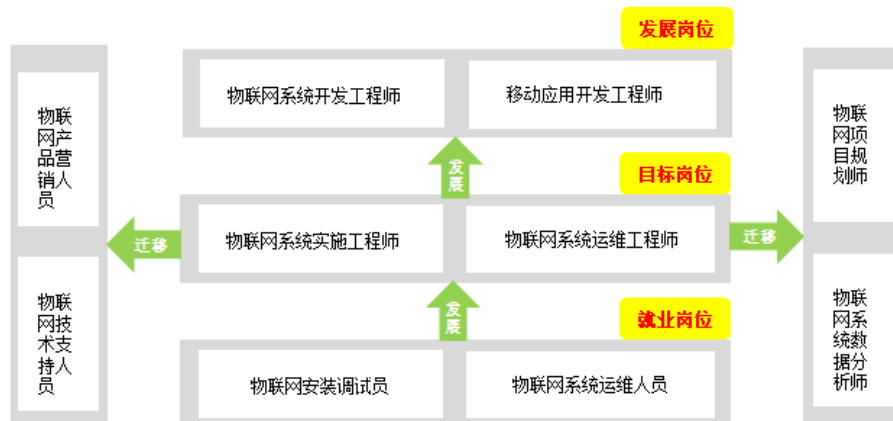 发展岗位
物联网系统开发工程师
移动应用开发工程师
物联
网产
品营
销人
员
物联
网项
目规
划师
发展
目标岗位
物联网系统实施工程师
物联网系统运维工程师
迁移
迁移
发展
就业岗位
物联
网技
术支
持人
员
物联
网系
统数
据分
析师
物联网安装调试员
物联网系统运维人员